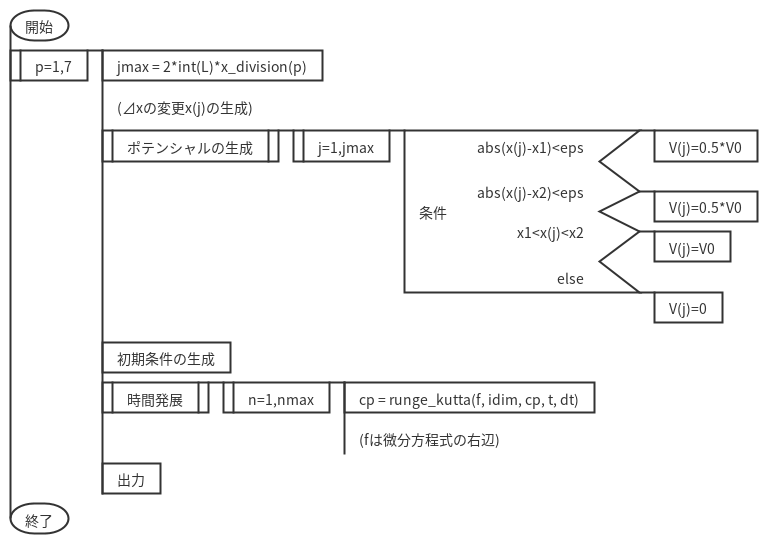 開始
p=1,7
jmax = 2*int(L)*x_division(p)
(⊿xの変更x(j)の生成)
ポテンシャルの生成
j=1,jmax
条件
abs(x(j)-x1)<eps
V(j)=0.5*V0
abs(x(j)-x2)<eps
V(j)=0.5*V0
x1<x(j)<x2
V(j)=V0
else
V(j)=0
初期条件の生成
時間発展
n=1,nmax
cp = runge_kutta(f, idim, cp, t, dt)
(fは微分方程式の右辺)
出力
終了